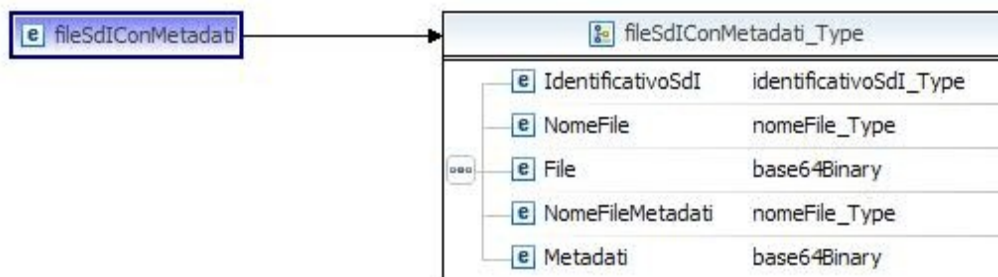 e fileSdIConMetadati
fileSdIConMetadati_Type
e IdentificativoSdI identificativoSdI_Type
e NomeFile nomeFile_Type
e File base64Binary
e NomeFileMetadati nomeFile_Type
e Metadati base64Binary